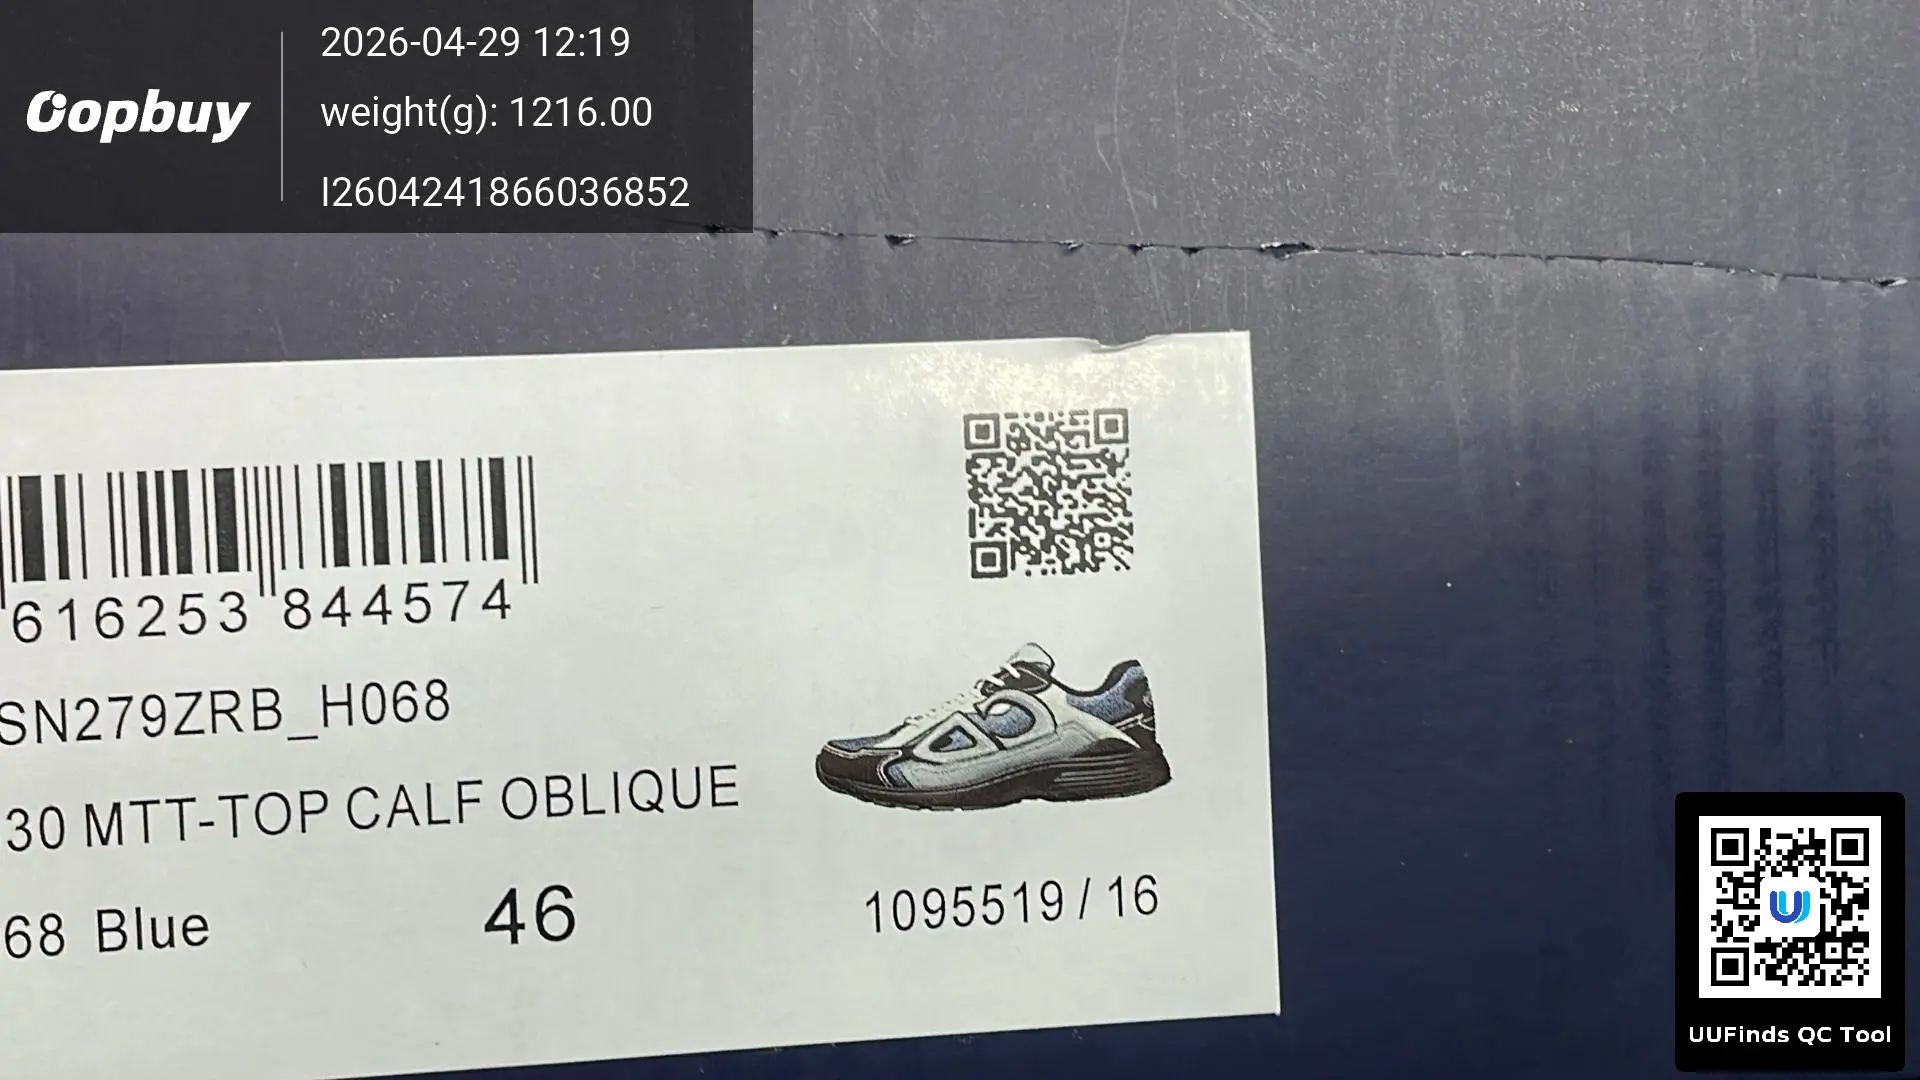 Oopbuy
2026-04-29 12:19
weight(g): 1216.00
I2604241866036852
616253 844574
SN279ZRB_H068
30 MTT-TOP CALF OBLIQUE
68 Blue
46
1095519 / 16
UUFinds QC Tool